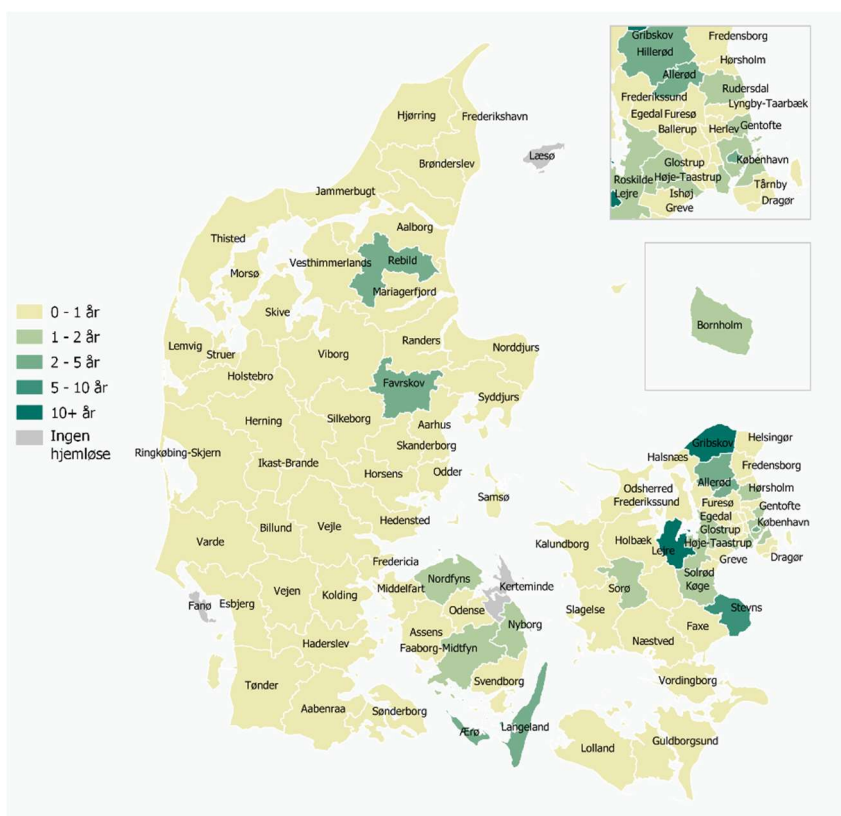 Gribskov
Fredensborg
Hillerød
Hørsholm
Allerød
Rudersdal
Frederikssund
Lyngby-Taarbæk
Egedal Furesø
Ballerup
Herlev
Gentofte
Glostrup
København
Roskilde
Høje-Taastrup
Lejre
Ishøj
Tårnby
Greve
Dragør
Hjørring
Frederikshavn
Læsø
Brønderslev
Jammerbugt
Aalborg
Thisted
Vesthimmerlands
Rebild
Morsø
Mariagerfjord
Skive
0 - 1 år
1 - 2 år
2 - 5 år
5 - 10 år
10+ år
Ingen
hjemløse
Bornholm
Lemvig
Struer
Viborg
Randers
Norddjurs
Holstebro
Favrskov
Syddjurs
Herning
Silkeborg
Aarhus
Skanderborg
Ringkøbing-Skjern
Ikast-Brande
Horsens
Odder
Samsø
Hedensted
Varde
Billund
Vejle
Fredericia
Nordfyns
Kerteminde
Middelfart
Fanø
Esbjerg
Vejen
Kolding
Odense
Nyborg
Assens
Haderslev
Faaborg-Midtfyn
Svendborg
Tønder
Aabenraa
Sønderborg
Ærø
Langeland
Gribskov
Helsingør
Halsnæs
Fredensborg
Allerød
Hørsholm
Odsherred
Frederikssund
Furesø
Gentofte
Egedal
København
Glostrup
Kalundborg
Holbæk
Lejre
Høje-Taastrup
Dragør
Greve
Solrød
Sorø
Køge
Slagelse
Stevns
Faxe
Næstved
Vordingborg
Lolland
Guldborgsund